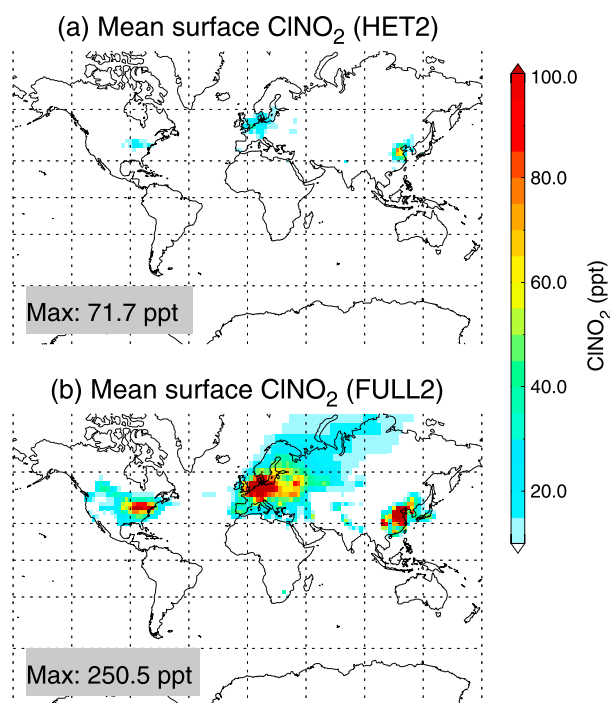 (a) Mean surface ClNO₂ (HET2)
Max: 71.7 ppt
(b) Mean surface ClNO₂ (FULL2)
Max: 250.5 ppt
100.0
80.0
60.0
40.0
20.0
ClNO₂ (ppt)